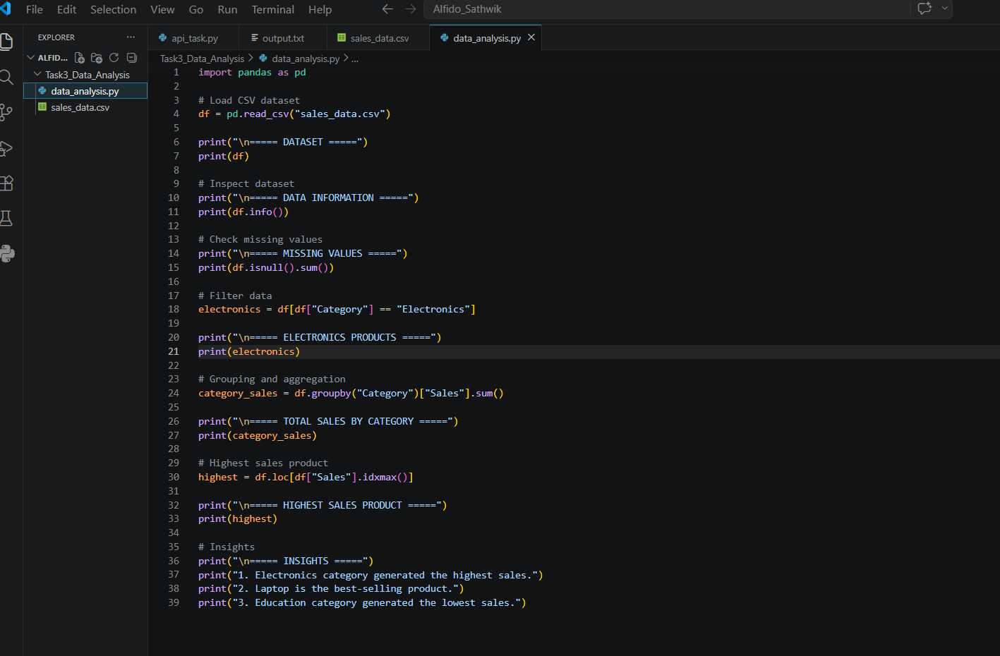 File Edit Selection View Go Run Terminal Help
Alfido_Sathwik
EXPLORER
ALFID...
Task3_Data_Analysis
data_analysis.py
sales_data.csv
api_task.py
output.txt
sales_data.csv
data_analysis.py
Task3_Data_Analysis > data_analysis.py > ...
1 import pandas as pd
2
3 # Load CSV dataset
4 df = pd.read_csv("sales_data.csv")
5
6 print("\n===== DATASET =====")
7 print(df)
8
9 # Inspect dataset
10 print("\n===== DATA INFORMATION =====")
11 print(df.info())
12
13 # Check missing values
14 print("\n===== MISSING VALUES =====")
15 print(df.isnull().sum())
16
17 # Filter data
18 electronics = df[df["Category"] == "Electronics"]
19
20 print("\n===== ELECTRONICS PRODUCTS =====")
21 print(electronics)
22
23 # Grouping and aggregation
24 category_sales = df.groupby("Category")["Sales"].sum()
25
26 print("\n===== TOTAL SALES BY CATEGORY =====")
27 print(category_sales)
28
29 # Highest sales product
30 highest = df.loc[df["Sales"].idxmax()]
31
32 print("\n===== HIGHEST SALES PRODUCT =====")
33 print(highest)
34
35 # Insights
36 print("\n===== INSIGHTS =====")
37 print("1. Electronics category generated the highest sales.")
38 print("2. Laptop is the best-selling product.")
39 print("3. Education category generated the lowest sales.")